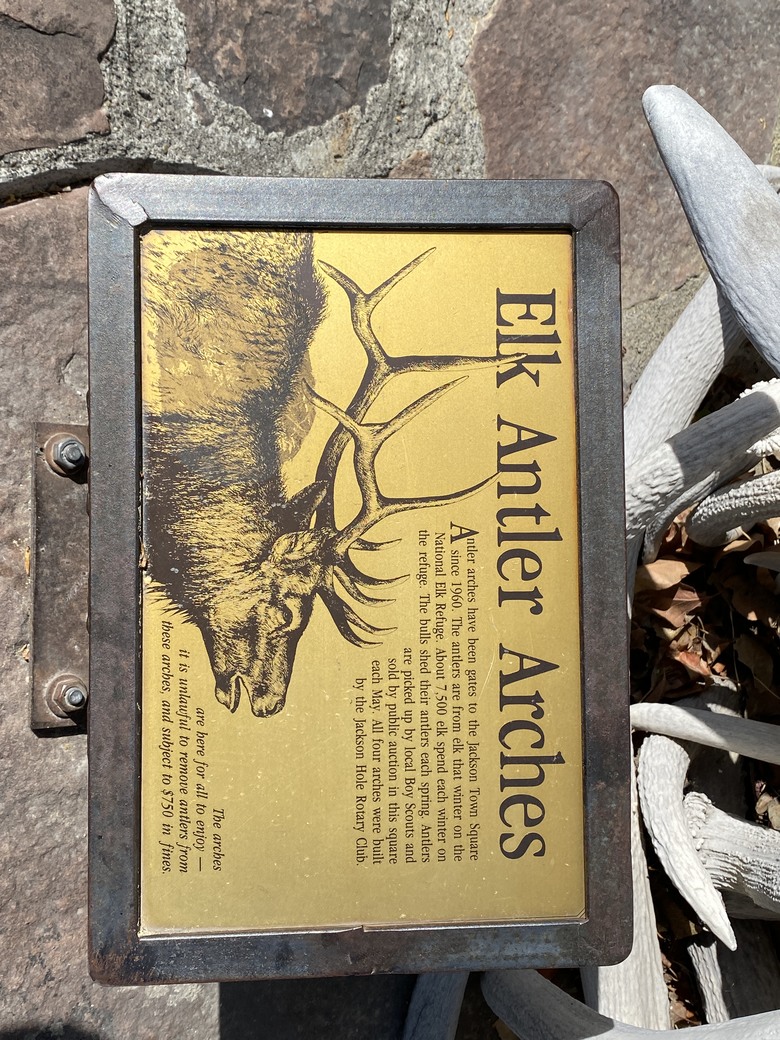 Elk Antler Arches
Antler arches have been gates to the Jackson Town Square
since 1960. The antlers are from elk that winter on the
National Elk Refuge. About 7,500 elk spend each winter on
the refuge. The bulls shed their antlers each spring. Antlers
are picked up by local Boy Scouts and
sold by public auction in this square
each May. All four arches were built
by the Jackson Hole Rotary Club.
The arches
are here for all to enjoy —
it is unlawful to remove antlers from
these arches, and subject to $750 in fines.